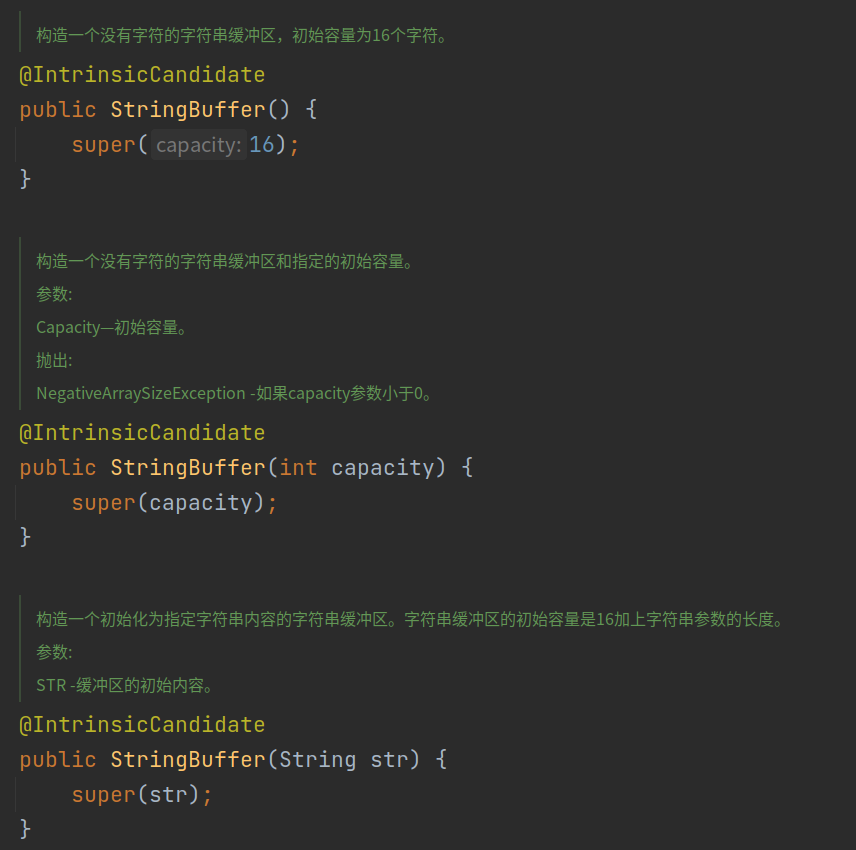 构造一个没有字符的字符串缓冲区，初始容量为16个字符。
@IntrinsicCandidate
public StringBuffer() {
    super( capacity: 16);
}
构造一个没有字符的字符串缓冲区和指定的初始容量。
参数:
Capacity—初始容量。
抛出:
NegativeArraySizeException -如果capacity参数小于0。
@IntrinsicCandidate
public StringBuffer(int capacity) {
    super(capacity);
}
构造一个初始化为指定字符串内容的字符串缓冲区。字符串缓冲区的初始容量是16加上字符串参数的长度。
参数:
STR -缓冲区的初始内容。
@IntrinsicCandidate
public StringBuffer(String str) {
    super(str);
}